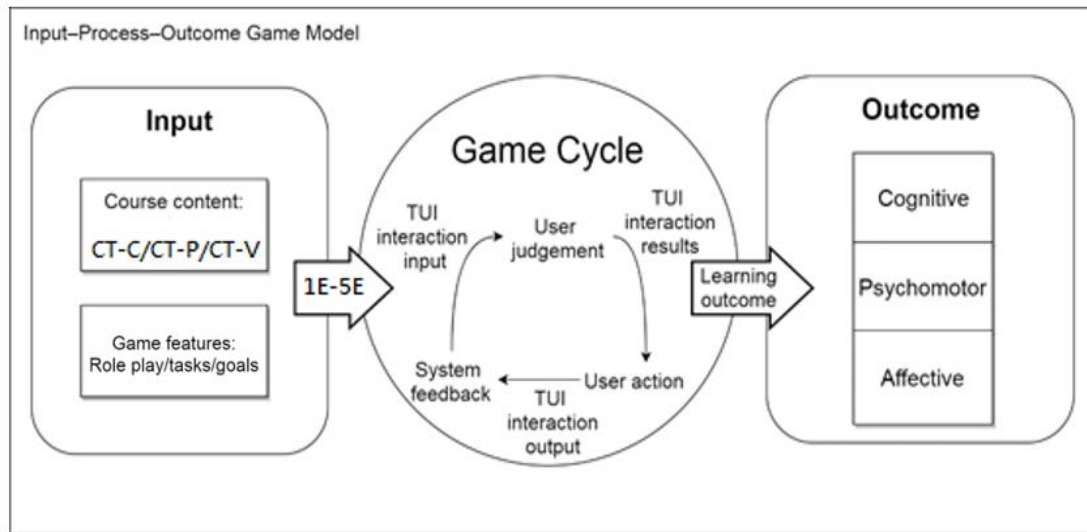 Input–Process–Outcome Game Model
Input
Course content:
CT-C/CT-P/CT-V
Game features:
Role play/tasks/goals
1E-5E
Game Cycle
TUI
interaction
input
User
judgement
TUI
interaction
results
System
feedback
User action
TUI
interaction
output
Learning
outcome
Outcome
Cognitive
Psychomotor
Affective